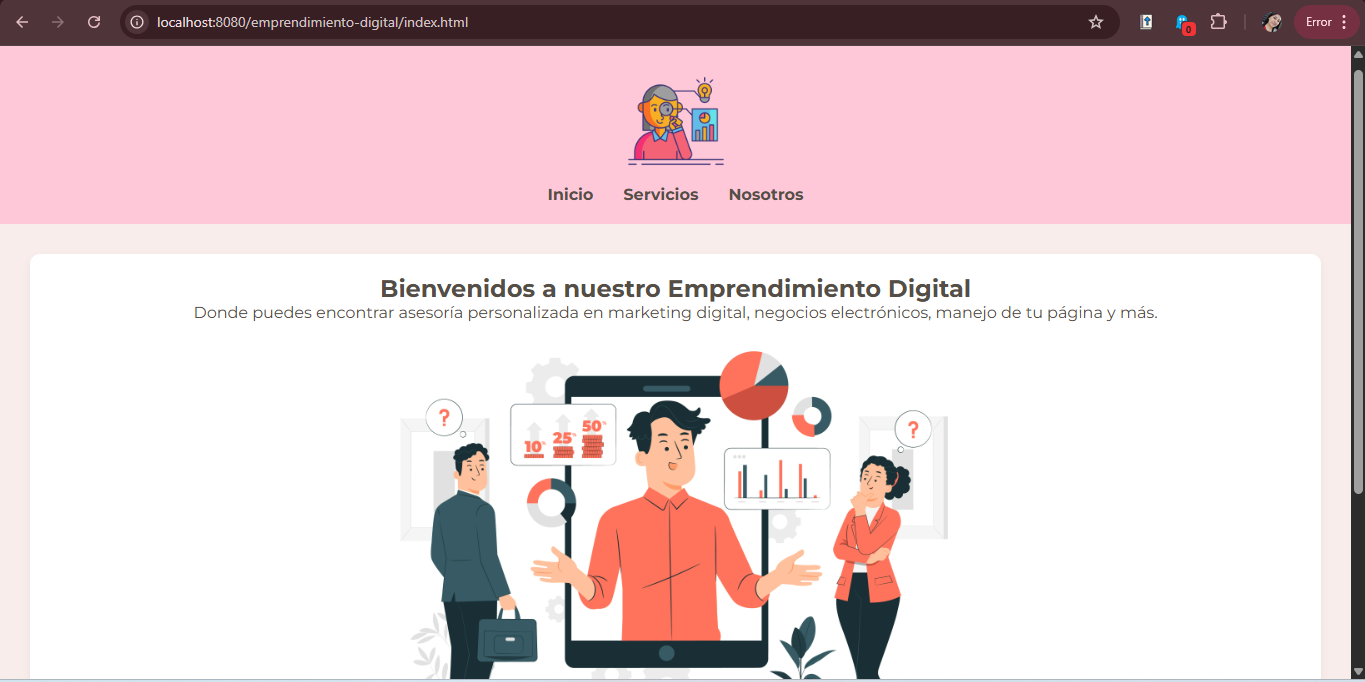 localhost:8080/emprendimiento-digital/index.html
0
Error
Inicio Servicios Nosotros
Bienvenidos a nuestro Emprendimiento Digital
Donde puedes encontrar asesoría personalizada en marketing digital, negocios electrónicos, manejo de tu página y más.
?
10%
25%
50%
?